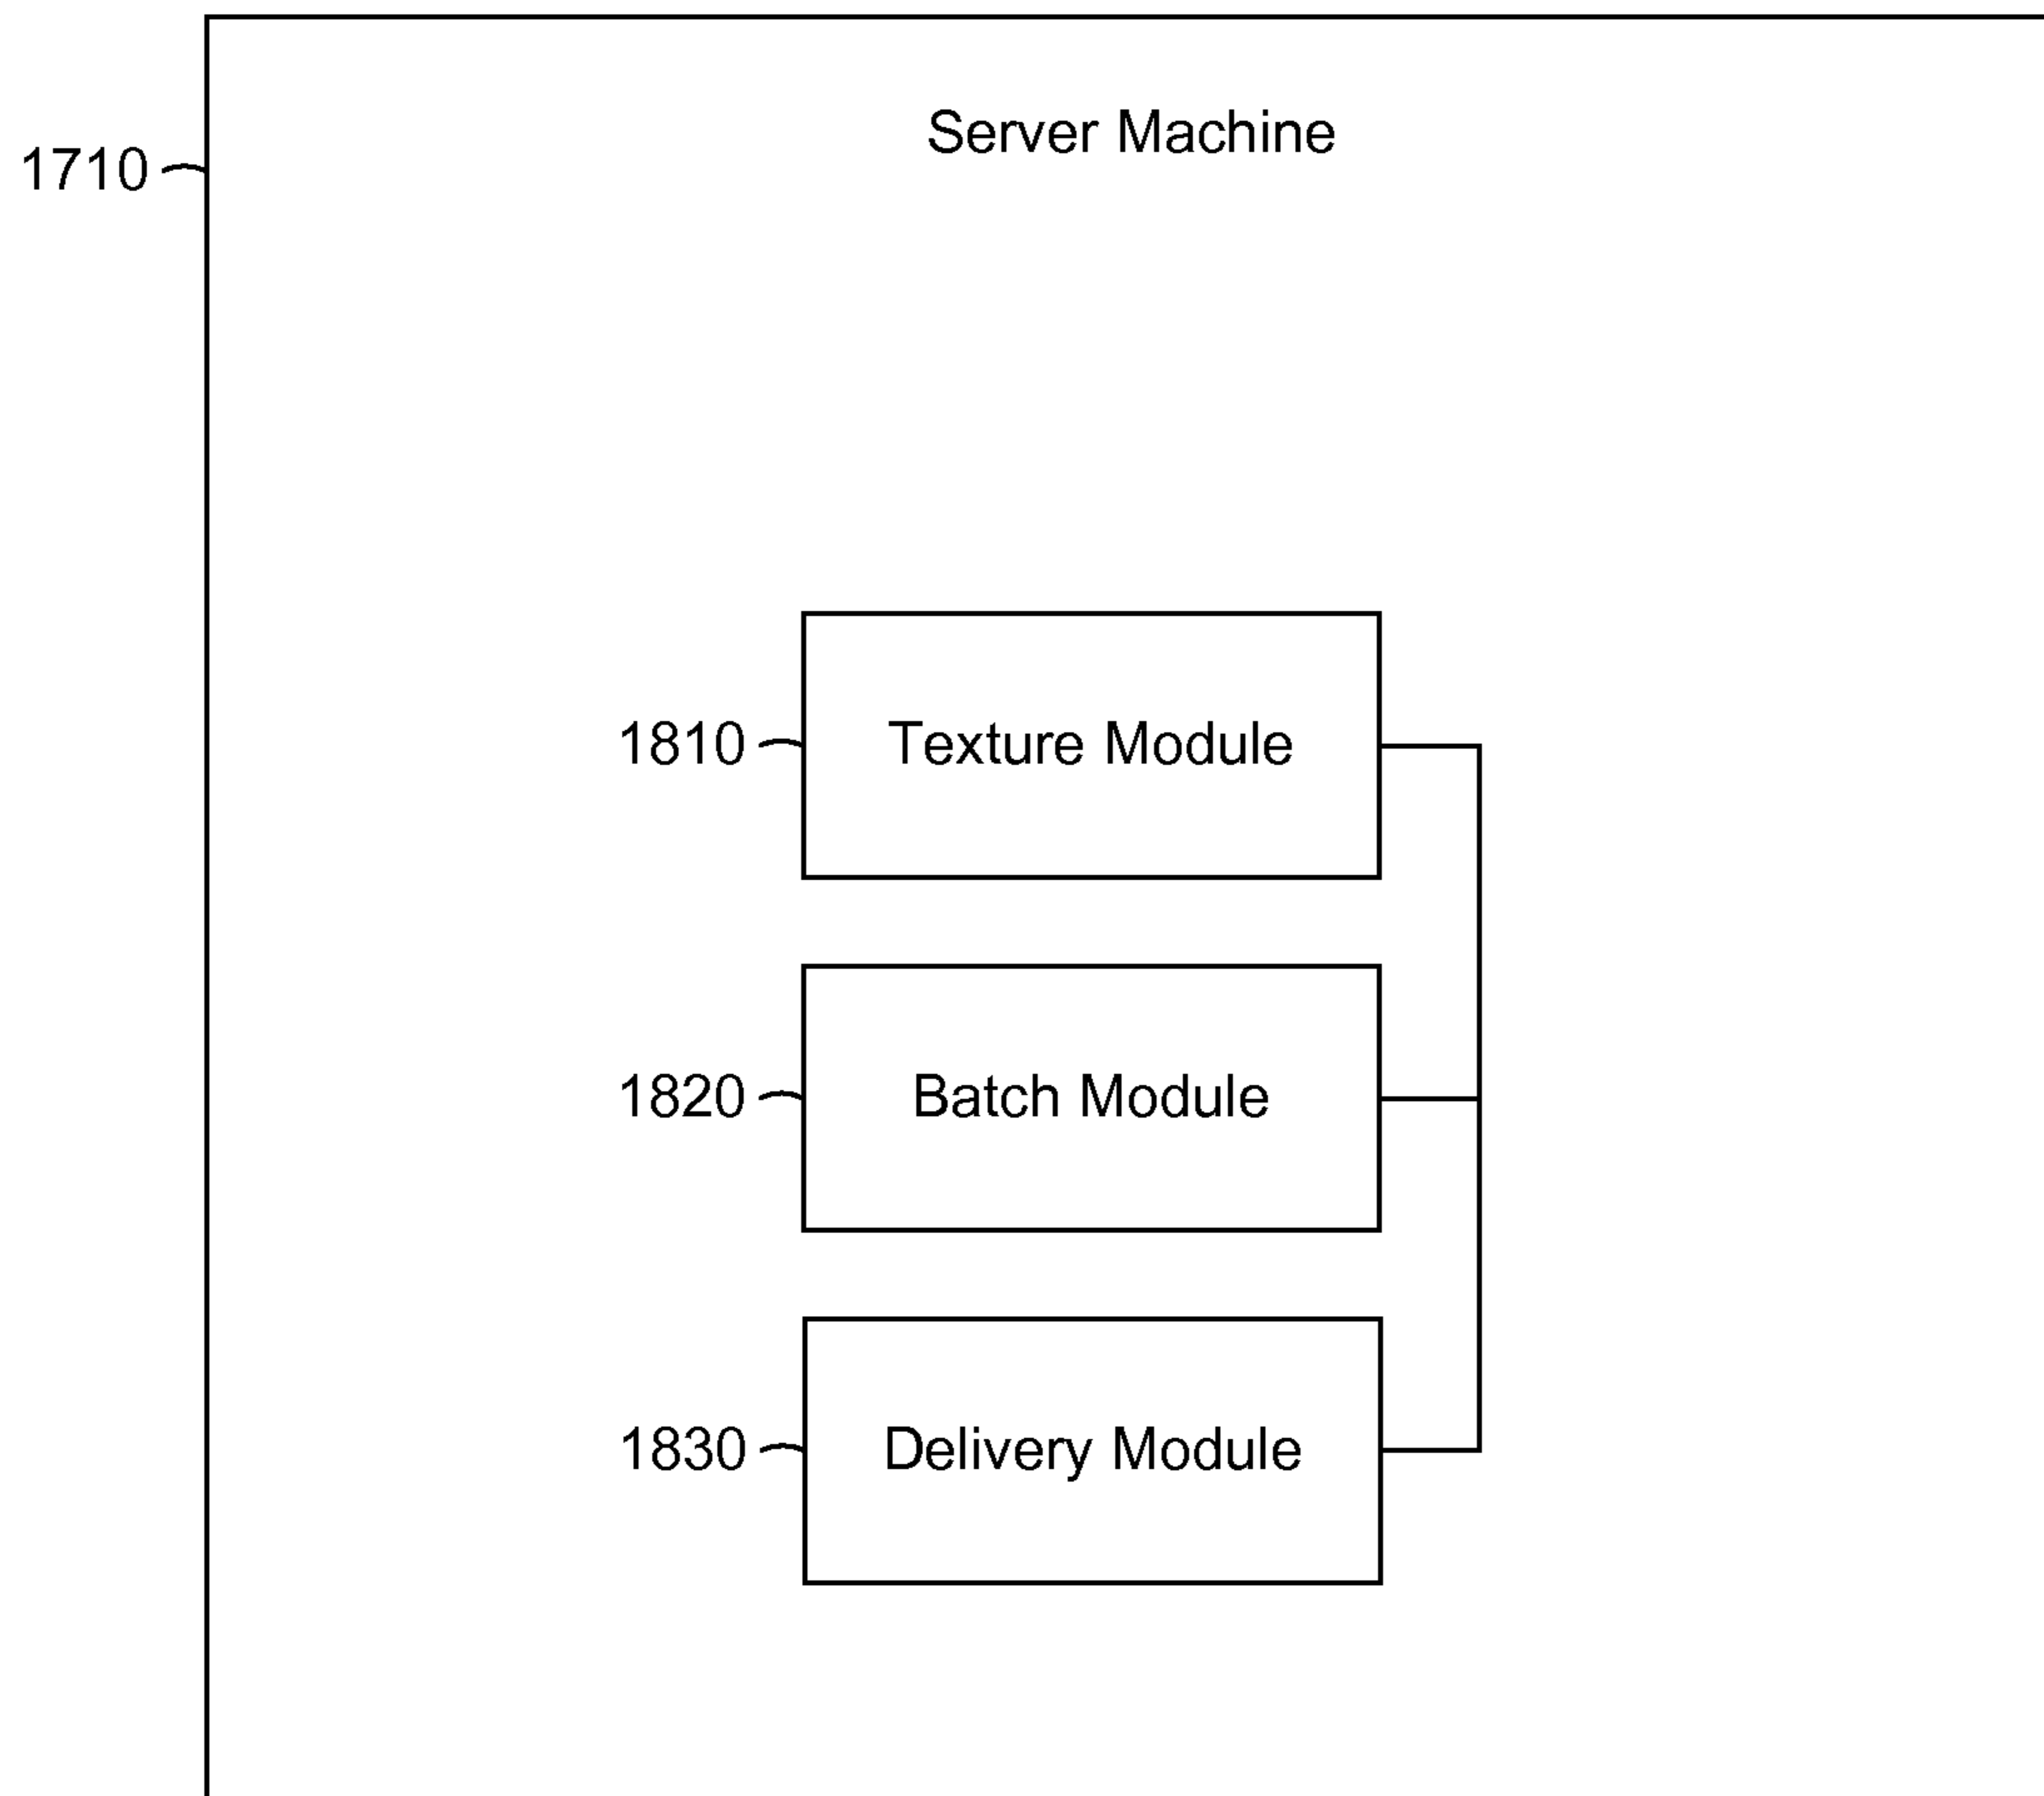 Server Machine
1710
1810 Texture Module
1820 Batch Module
1830 Delivery Module